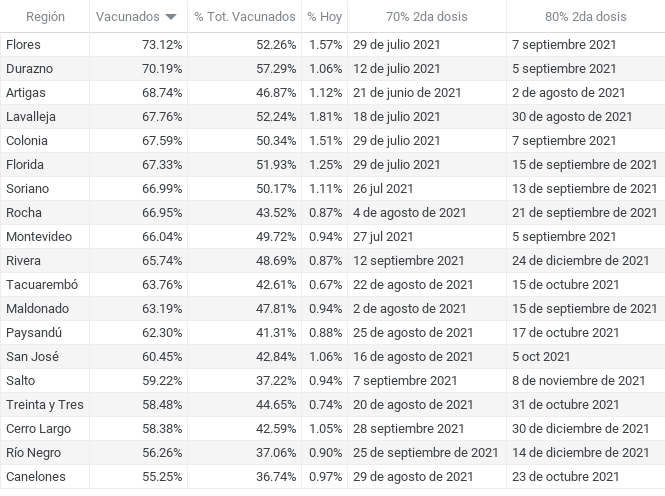 Región Vacunados % Tot. Vacunados % Hoy 70% 2da dosis 80% 2da dosis
Flores 73.12% 52.26% 1.57% 29 de julio 2021 7 septiembre 2021
Durazno 70.19% 57.29% 1.06% 12 de julio 2021 5 septiembre 2021
Artigas 68.74% 46.87% 1.12% 21 de junio de 2021 2 de agosto de 2021
Lavalleja 67.76% 52.24% 1.81% 18 de julio 2021 30 de agosto de 2021
Colonia 67.59% 50.34% 1.51% 29 de julio 2021 7 septiembre 2021
Florida 67.33% 51.93% 1.25% 29 de julio 2021 15 de septiembre de 2021
Soriano 66.99% 50.17% 1.11% 26 jul 2021 13 de septiembre de 2021
Rocha 66.95% 43.52% 0.87% 4 de agosto de 2021 21 de septiembre de 2021
Montevideo 66.04% 49.72% 0.94% 27 jul 2021 5 septiembre 2021
Rivera 65.74% 48.69% 0.87% 12 septiembre 2021 24 de diciembre de 2021
Tacuarembó 63.76% 42.61% 0.67% 22 de agosto de 2021 15 de octubre de 2021
Maldonado 63.19% 47.81% 0.94% 2 de agosto de 2021 15 de septiembre de 2021
Paysandú 62.30% 41.31% 0.88% 25 de agosto de 2021 17 de octubre de 2021
San José 60.45% 42.84% 1.06% 16 de agosto de 2021 5 oct 2021
Salto 59.22% 37.22% 0.94% 7 septiembre 2021 8 de noviembre de 2021
Treinta y Tres 58.48% 44.65% 0.74% 20 de agosto de 2021 31 de octubre de 2021
Cerro Largo 58.38% 42.59% 1.05% 28 septiembre 2021 30 de diciembre de 2021
Río Negro 56.26% 37.06% 0.90% 25 de septiembre de 2021 14 de diciembre de 2021
Canelones 55.25% 36.74% 0.97% 29 de agosto de 2021 23 de octubre de 2021